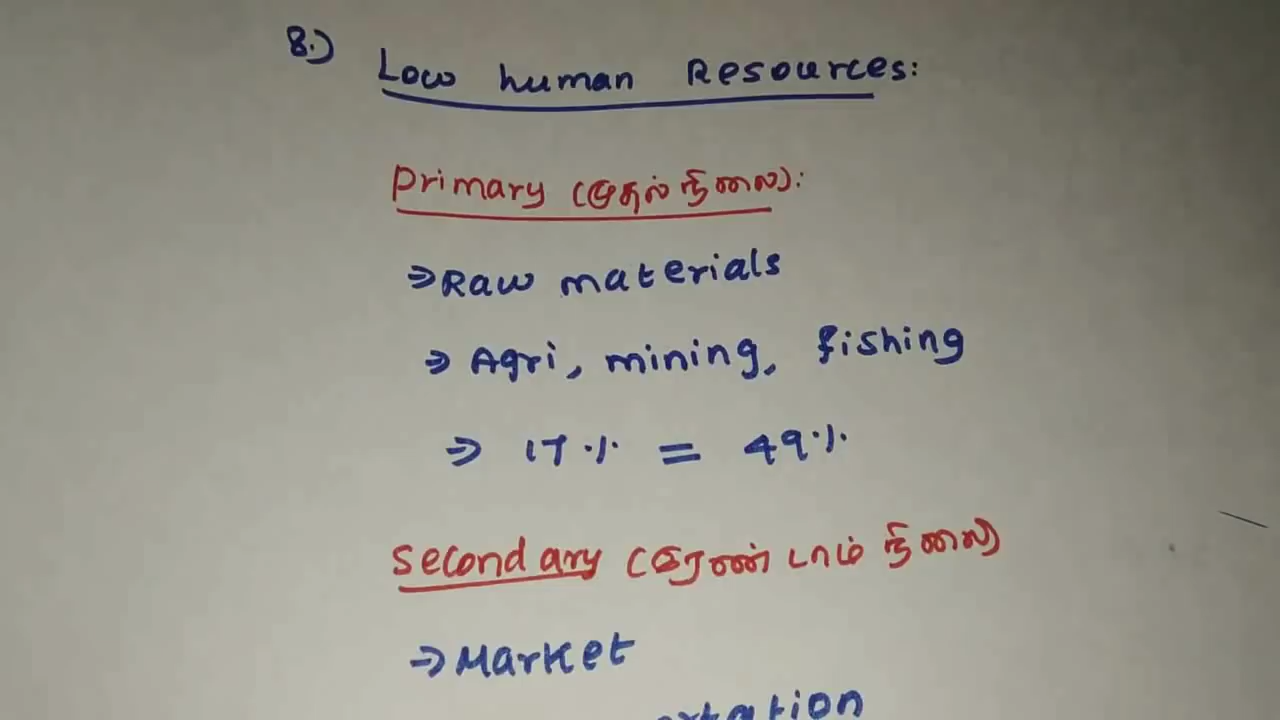 8.) Low human Resources:
Primary (முதல் நிலை):
⇒ Raw materials
⇒ Agri, mining, fishing
⇒ 17% = 49%
Secondary (இரண்டாம் நிலை)
⇒ Market